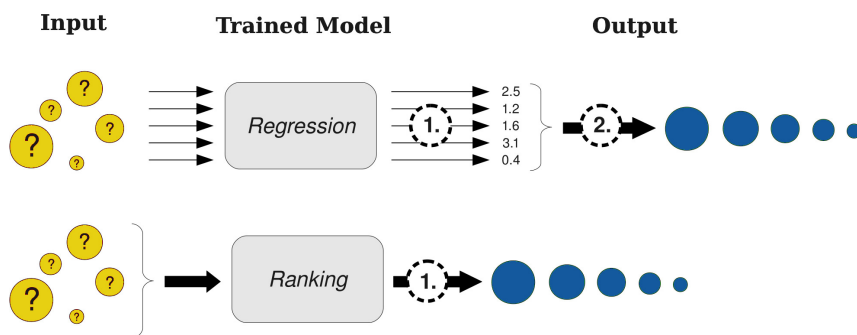 Input Trained Model Output
? ? ? ? ?
Regression
1.
2.5
1.2
1.6
3.1
0.4
2.
? ? ? ? ?
Ranking
1.